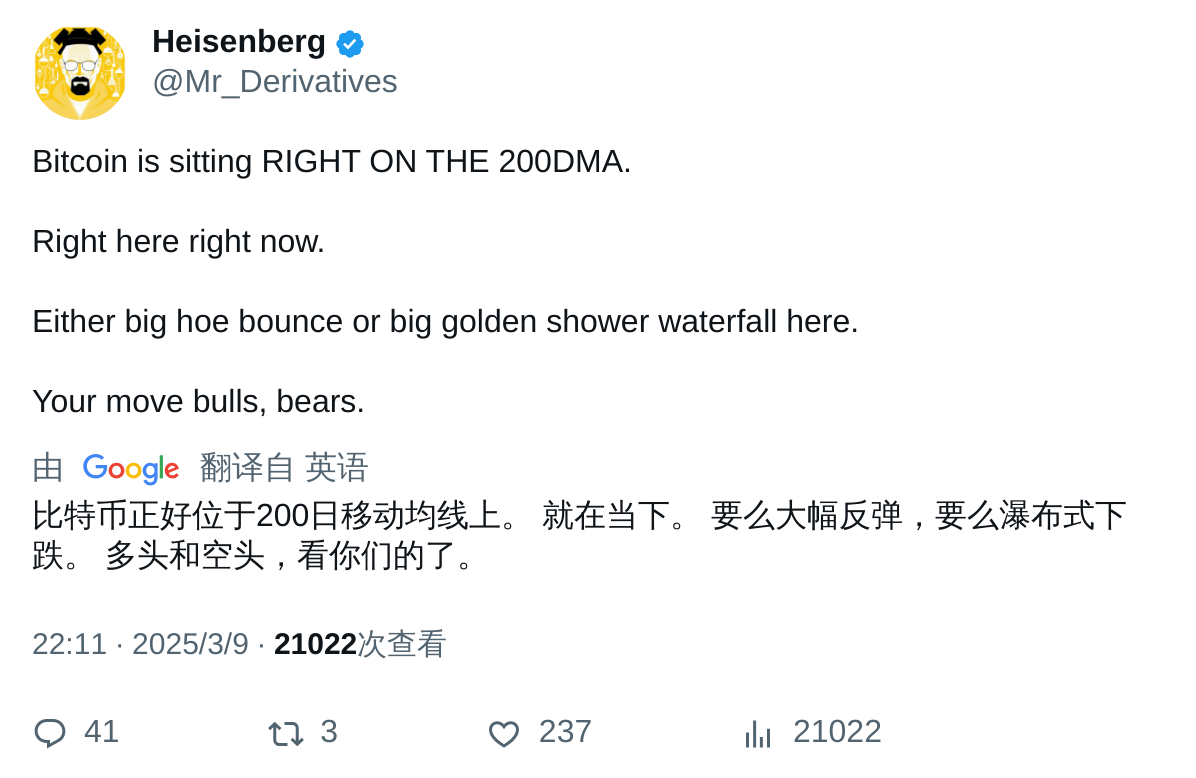 Heisenberg
@Mr_Derivatives
Bitcoin is sitting RIGHT ON THE 200DMA.
Right here right now.
Either big hoe bounce or big golden shower waterfall here.
Your move bulls, bears.
由 Google 翻译自 英语
比特币正好位于200日移动均线上。 就在当下。 要么大幅反弹，要么瀑布式下
跌。 多头和空头，看你们的了。
22:11 · 2025/3/9 · 21022次查看
41 3 237 21022